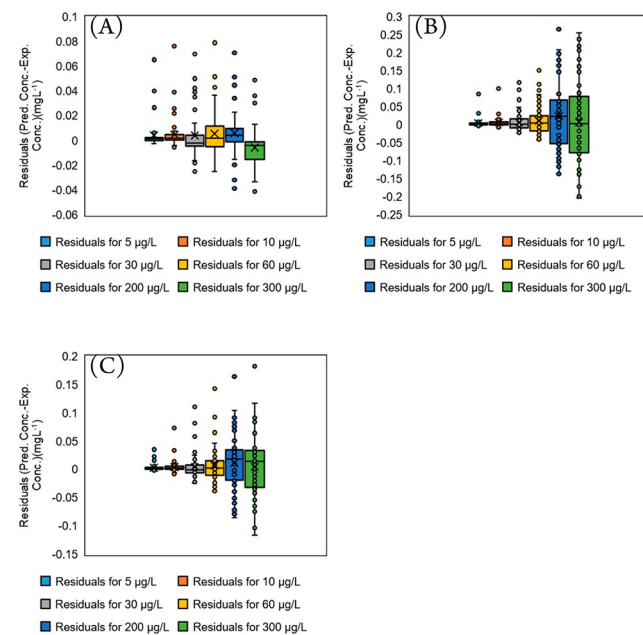 (A)
0.1
0.08
0.06
0.04
0.02
0
-0.02
-0.04
-0.06
Residuals (Pred. Conc.-Exp.
Conc.)(mgL⁻¹)
Residuals for 5 µg/L
Residuals for 10 µg/L
Residuals for 30 µg/L
Residuals for 60 µg/L
Residuals for 200 µg/L
Residuals for 300 µg/L
(B)
0.3
0.25
0.2
0.15
0.1
0.05
0
-0.05
-0.1
-0.15
-0.2
-0.25
Residuals (Pred. Conc.-Exp.
Conc.)(mgL⁻¹)
Residuals for 5 µg/L
Residuals for 10 µg/L
Residuals for 30 µg/L
Residuals for 60 µg/L
Residuals for 200 µg/L
Residuals for 300 µg/L
(C)
0.2
0.15
0.1
0.05
0
-0.05
-0.1
-0.15
Residuals (Pred. Conc.-Exp.
Conc.)(mgL⁻¹)
Residuals for 5 µg/L
Residuals for 10 µg/L
Residuals for 30 µg/L
Residuals for 60 µg/L
Residuals for 200 µg/L
Residuals for 300 µg/L